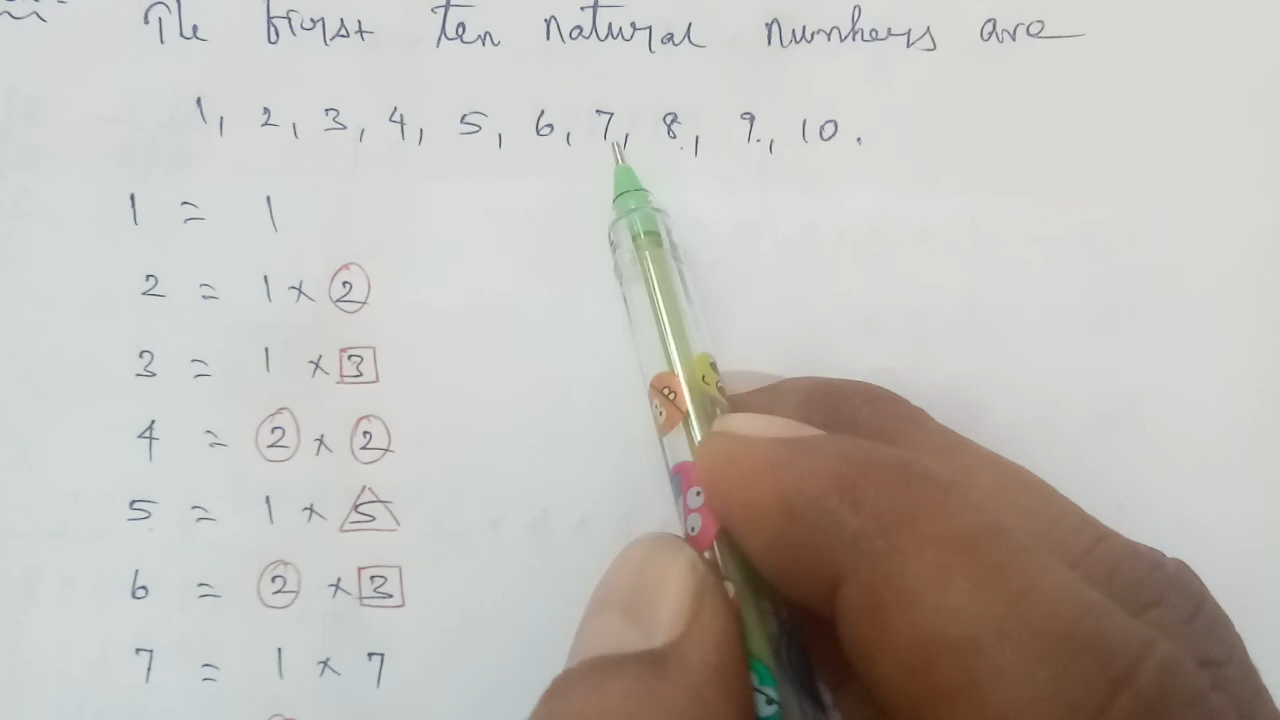 The first ten natural numbers are
1, 2, 3, 4, 5, 6, 7, 8, 9, 10.
1 = 1
2 = 1 × 2
3 = 1 × 3
4 = 2 × 2
5 = 1 × 5
6 = 2 × 3
7 = 1 × 7